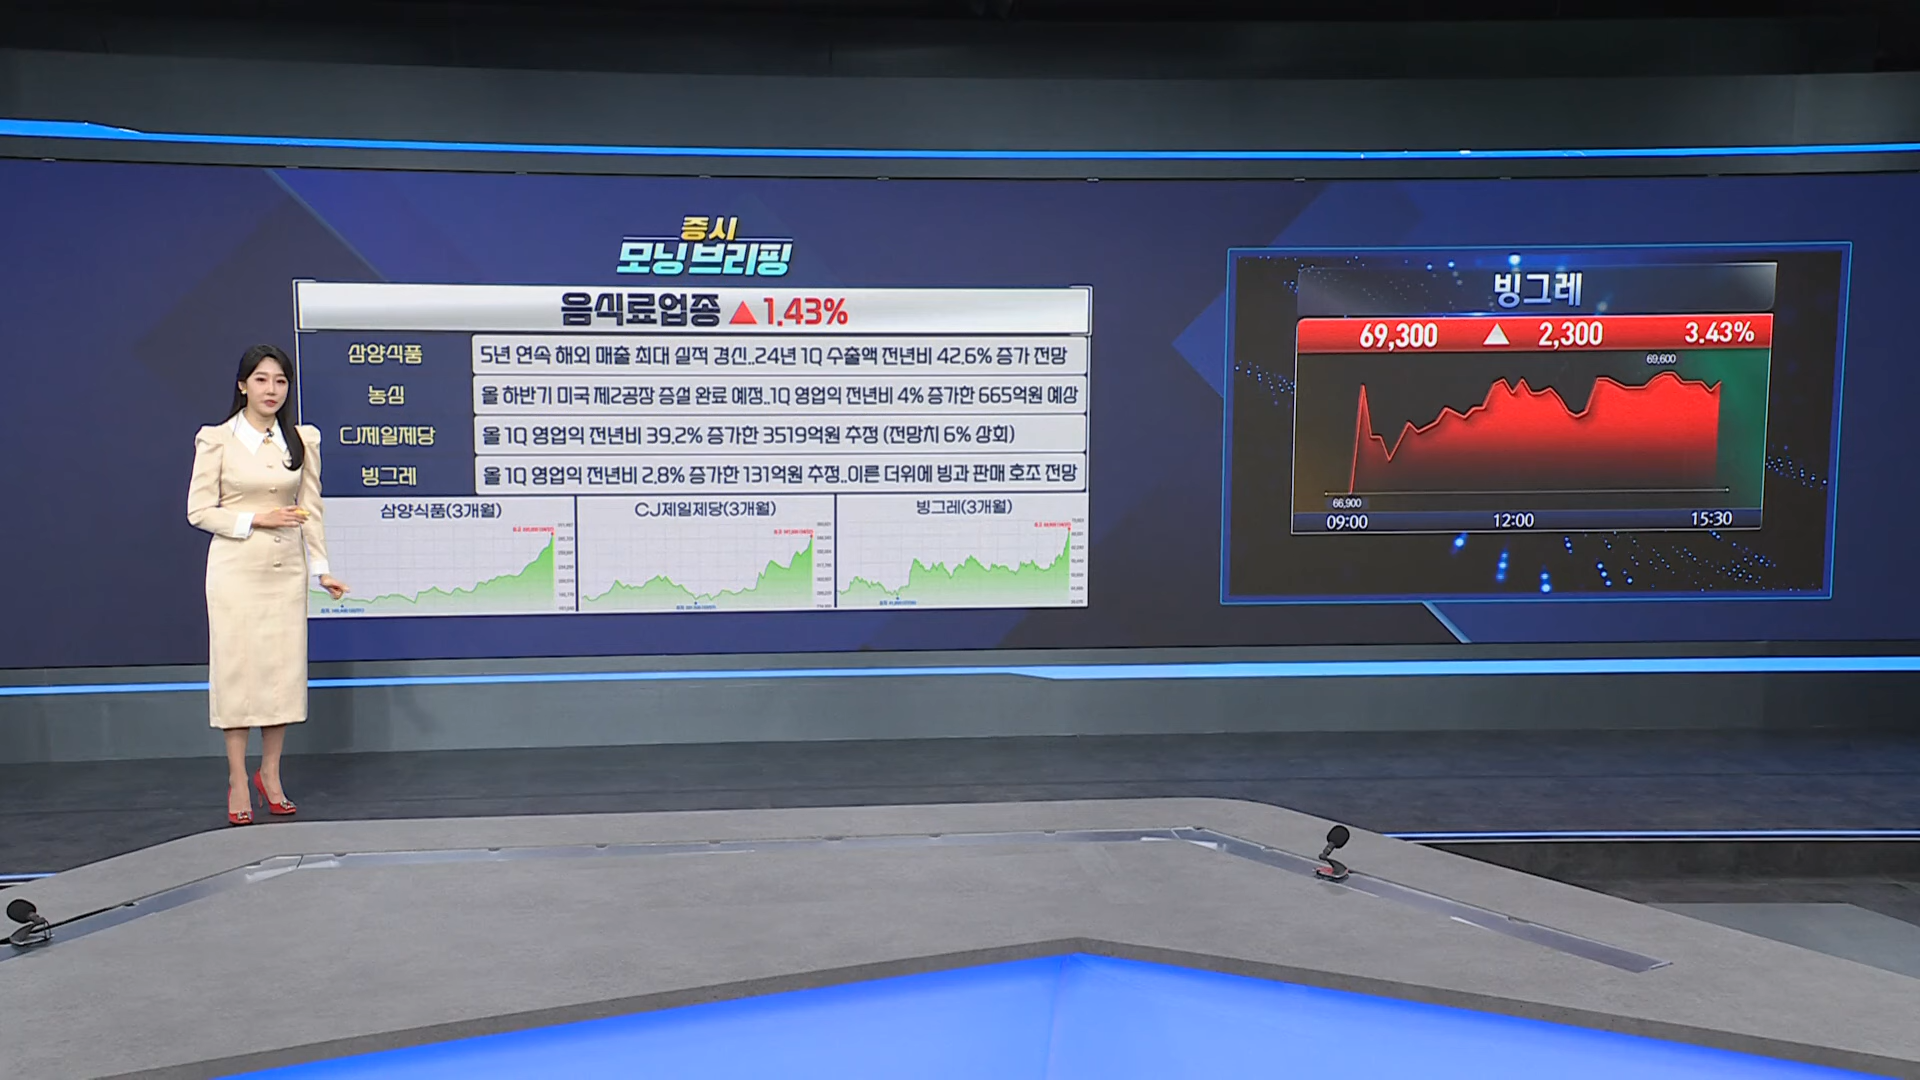 증시
모닝 브리핑
음식료업종 ▲1.43%
삼양식품 5년 연속 해외 매출 최대 실적 경신..24년 1Q 수출액 전년비 42.6% 증가 전망
농심 올 하반기 미국 제2공장 증설 완료 예정..1Q 영업익 전년비 4% 증가한 665억원 예상
CJ제일제당 올 1Q 영업익 전년비 39.2% 증가한 3519억원 추정 (전망치 6% 상회)
빙그레 올 1Q 영업익 전년비 2.8% 증가한 131억원 추정..이른 더위에 빙과 판매 호조 전망
삼양식품(3개월) CJ제일제당(3개월) 빙그레(3개월)
빙그레
69,300 ▲ 2,300 3.43%
69,600
66,900
09:00 12:00 15:30